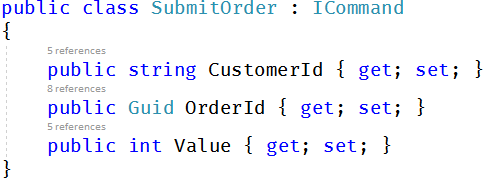 public class SubmitOrder : ICommand
{
5 references
public string CustomerId { get; set; }
8 references
public Guid OrderId { get; set; }
5 references
public int Value { get; set; }
}